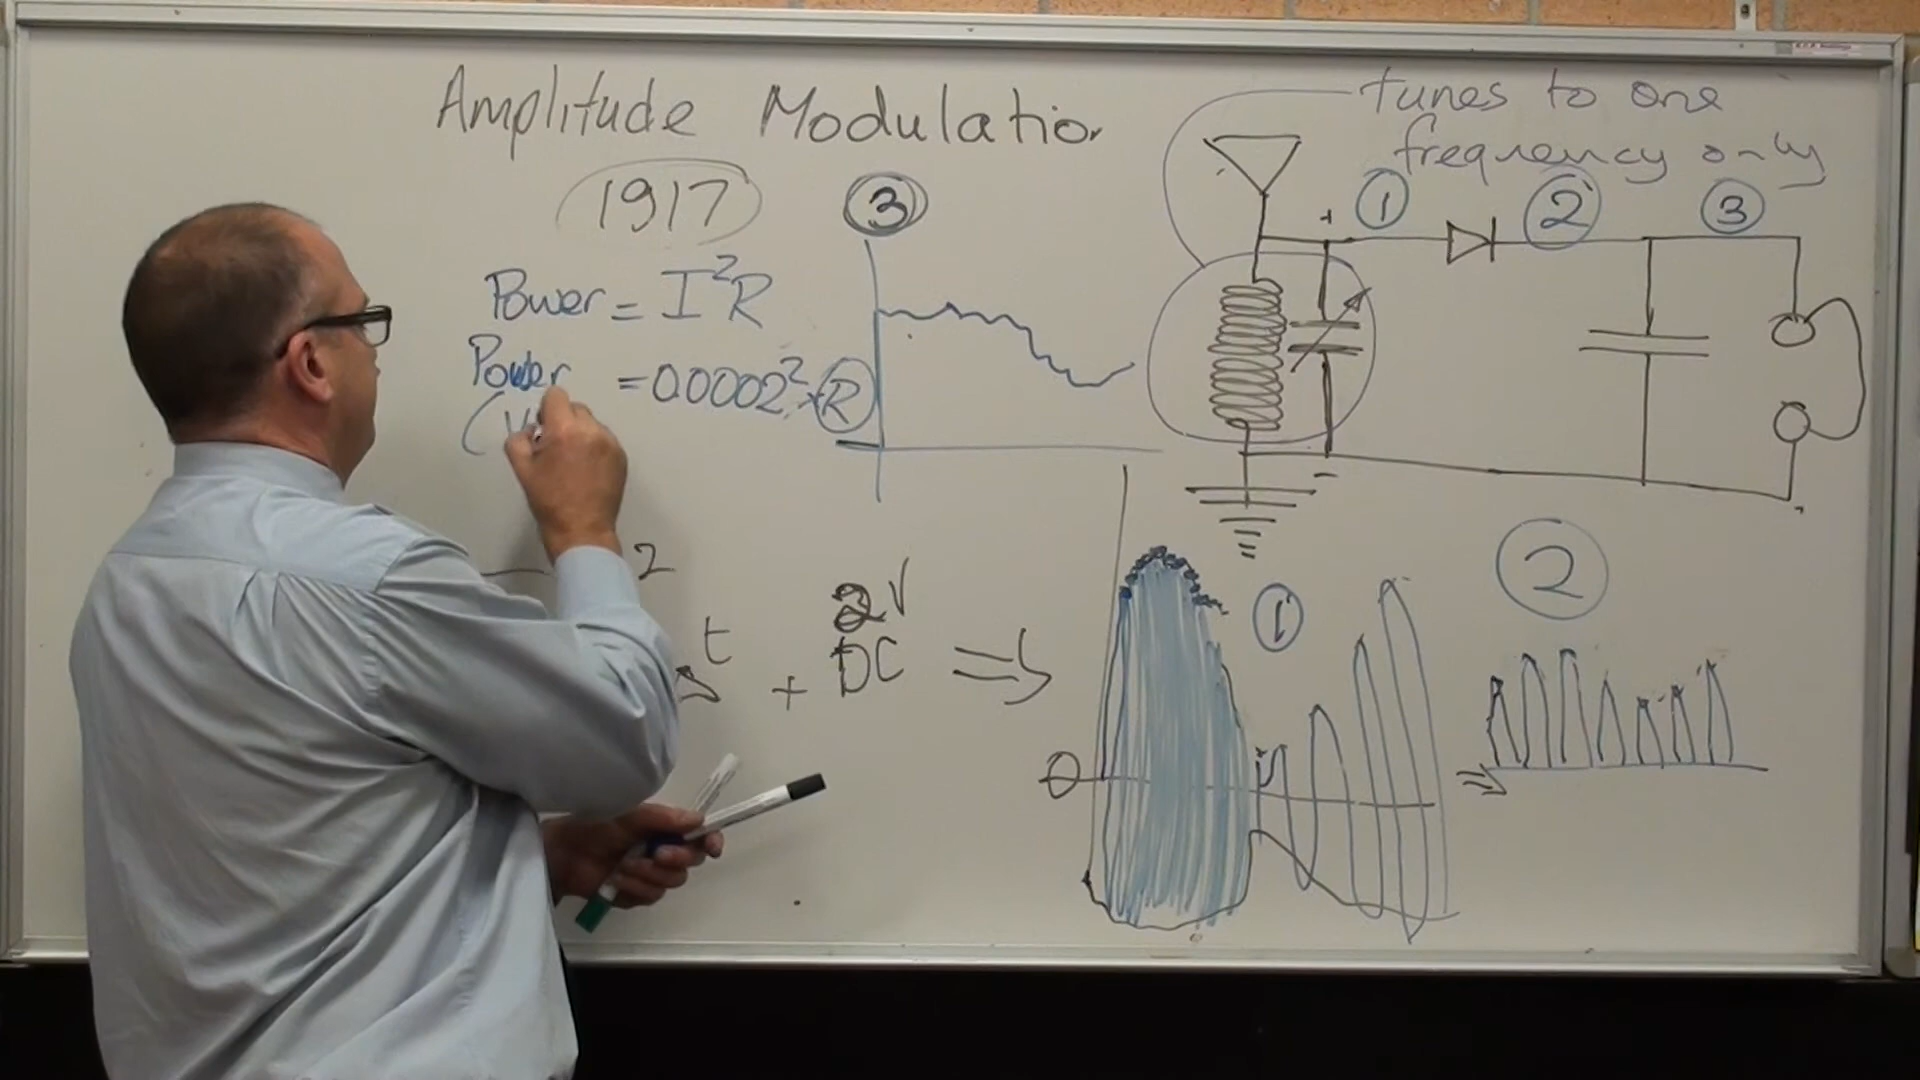 Amplitude Modulation
1917
Power = I²R
Power = 0.0002² × R
(V
2
t
s + 2V
DC
3
tunes to one
frequency only
+
1
2
3
-
0
1
2